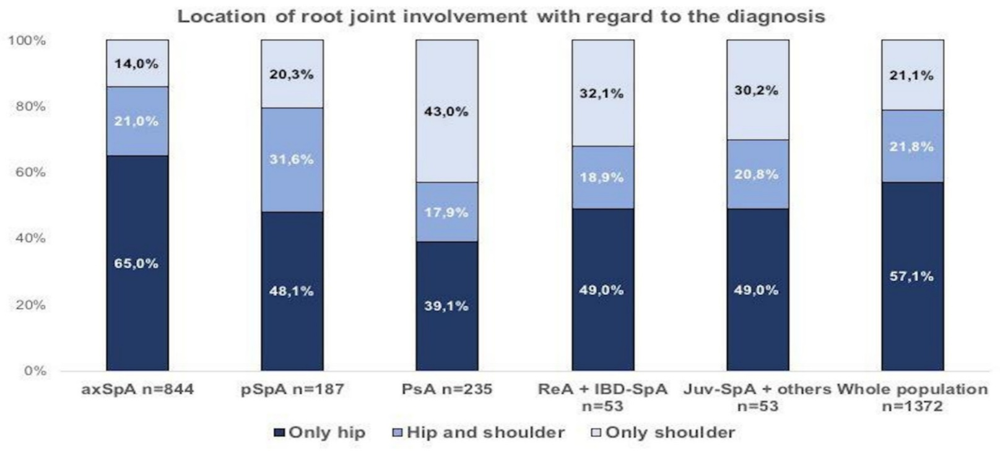 Location of root joint involvement with regard to the diagnosis
100%
80%
60%
40%
20%
0%
14,0%
21,0%
65,0%
20,3%
31,6%
48,1%
43,0%
17,9%
39,1%
32,1%
18,9%
49,0%
30,2%
20,8%
49,0%
21,1%
21,8%
57,1%
axSpA n=844
pSpA n=187
PsA n=235
ReA + IBD-SpA
n=53
Juv-SpA + others
n=53
Whole population
n=1372
Only hip
Hip and shoulder
Only shoulder